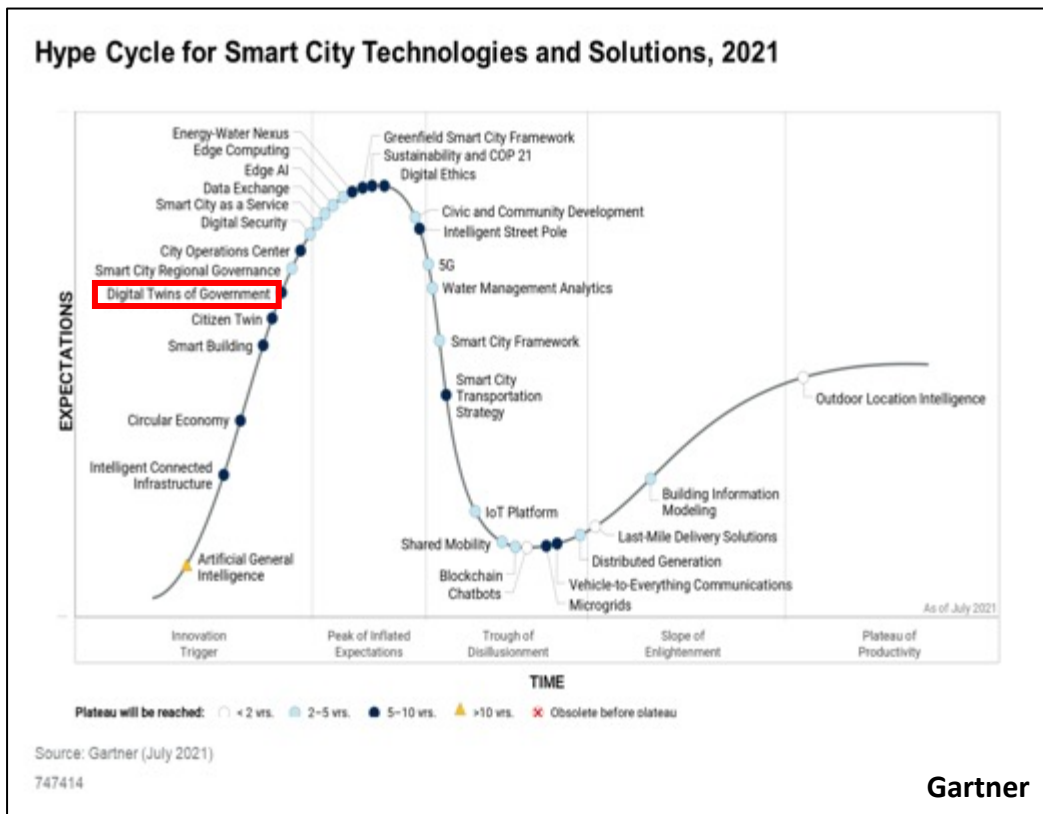 Hype Cycle for Smart City Technologies and Solutions, 2021
Energy-Water Nexus
Edge Computing
Edge AI
Data Exchange
Smart City as a Service
Digital Security
City Operations Center
Smart City Regional Governance
Digital Twins of Government
Citizen Twin
Smart Building
Circular Economy
Intelligent Connected
Infrastructure
Artificial General
Intelligence
Greenfield Smart City Framework
Sustainability and COP 21
Digital Ethics
Civic and Community Development
Intelligent Street Pole
5G
Water Management Analytics
Smart City Framework
Smart City
Transportation
Strategy
IoT Platform
Shared Mobility
Blockchain
Chatbots
Microgrids
Vehicle-to-Everything Communications
Distributed Generation
Last-Mile Delivery Solutions
Building Information
Modeling
Outdoor Location Intelligence
EXPECTATIONS
As of July 2021
Innovation
Trigger
Peak of Inflated
Expectations
Trough of
Disillusionment
Slope of
Enlightenment
Plateau of
Productivity
TIME
Plateau will be reached: < 2 yrs. 2–5 yrs. 5–10 yrs. >10 yrs. Obsolete before plateau
Source: Gartner (July 2021)
747414
Gartner